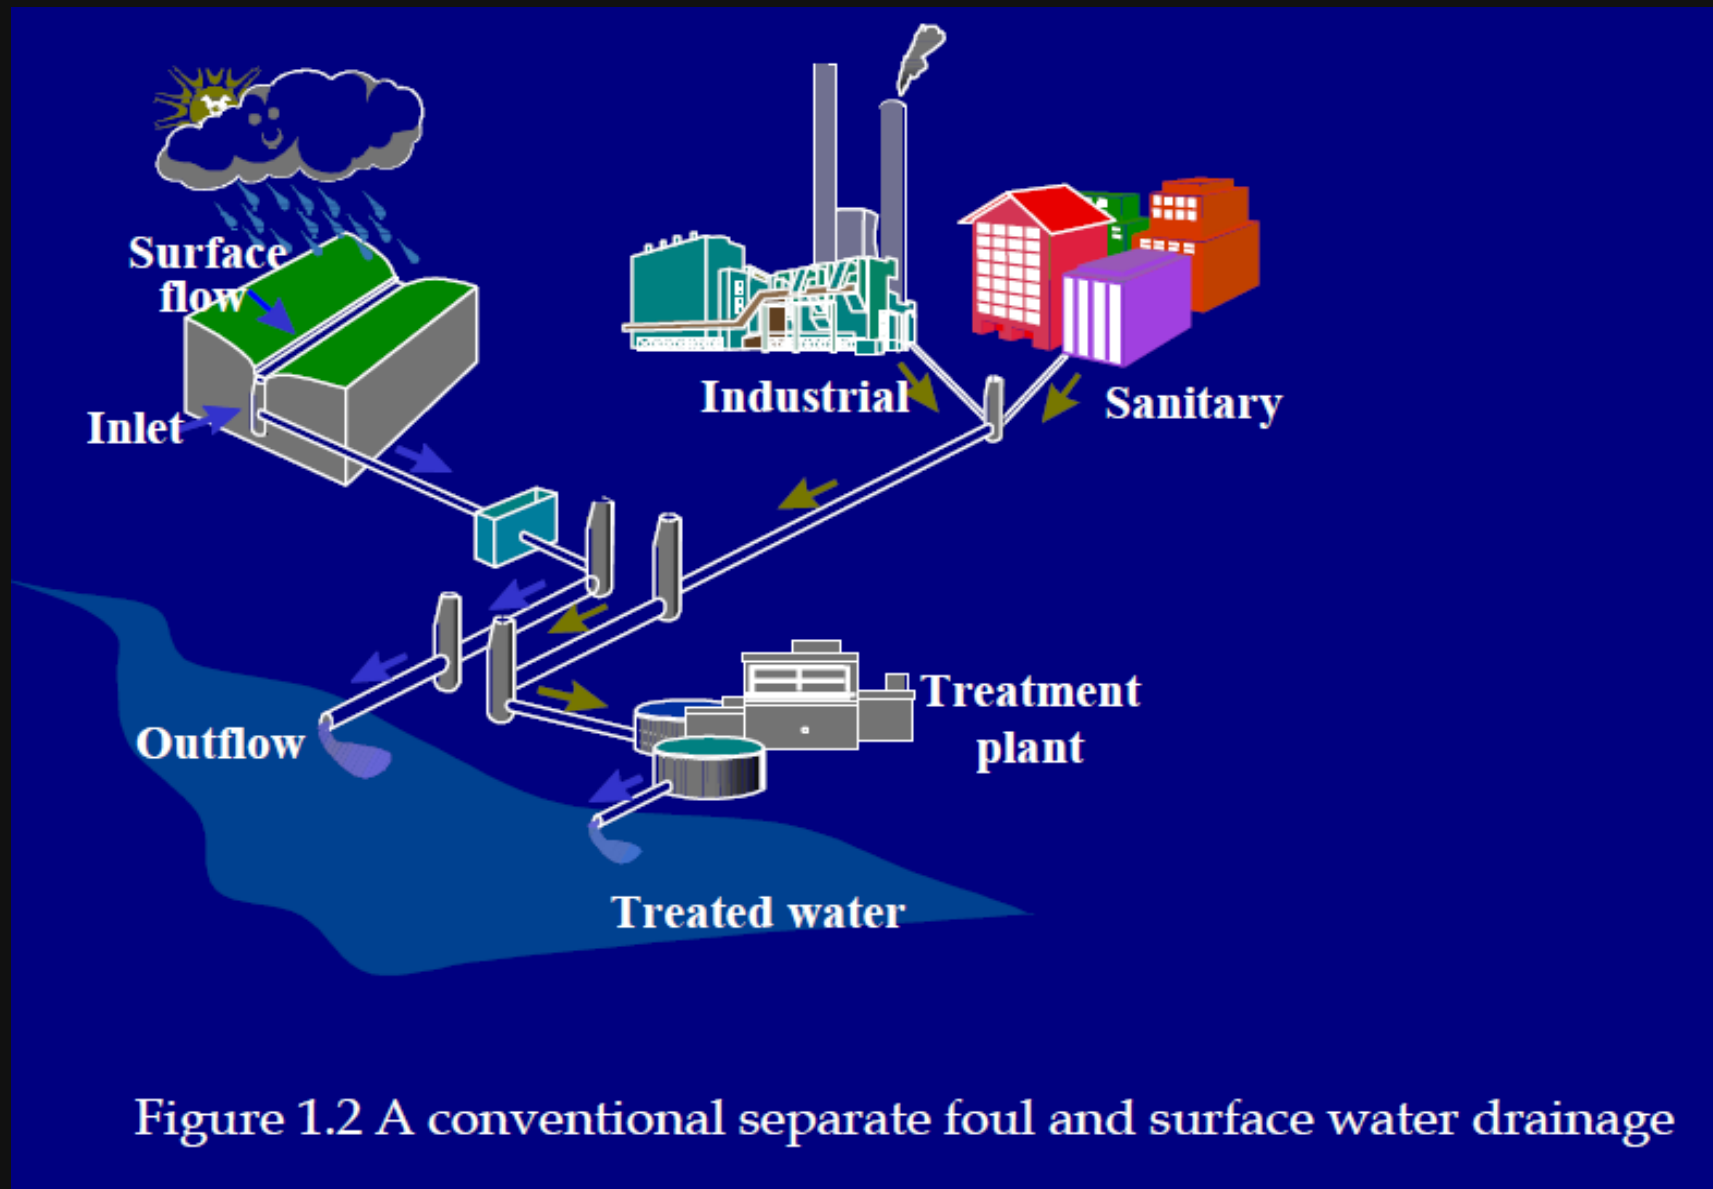 Surface
flow
Inlet
Industrial
Sanitary
Treatment
plant
Outflow
Treated water
Figure 1.2 A conventional separate foul and surface water drainage